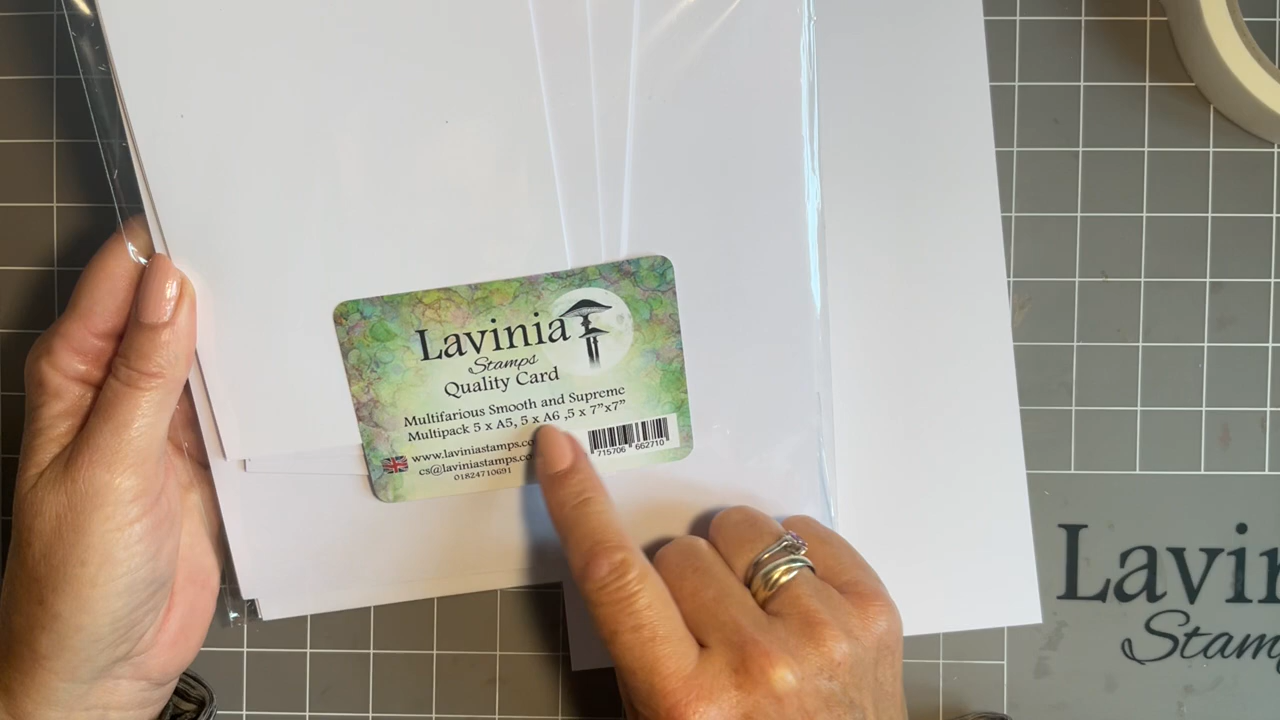 Lavinia
Stamps
Quality Card
Multifarious Smooth and Supreme
Multipack 5 x A5, 5 x A6 ,5 x 7”x7”
www.laviniastamps.co
cs@laviniastamps.co
01824710691
715706 662710
Lavin
Stam